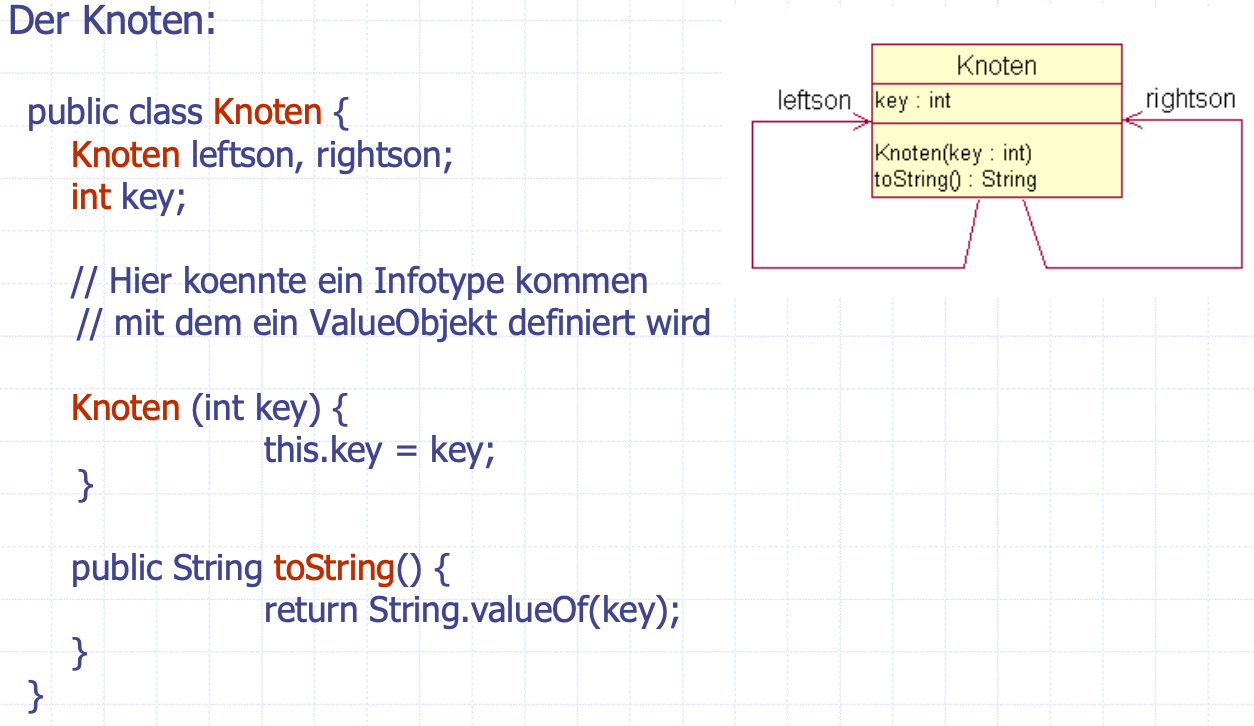 Der Knoten:
public class Knoten {
Knoten leftson, rightson;
int key;
// Hier koennte ein Infotype kommen
// mit dem ein ValueObjekt definiert wird
Knoten (int key) {
this.key = key;
}
public String toString() {
return String.valueOf(key);
}
}
Knoten
leftson
key : int
rightson
Knoten(key : int)
toString() : String